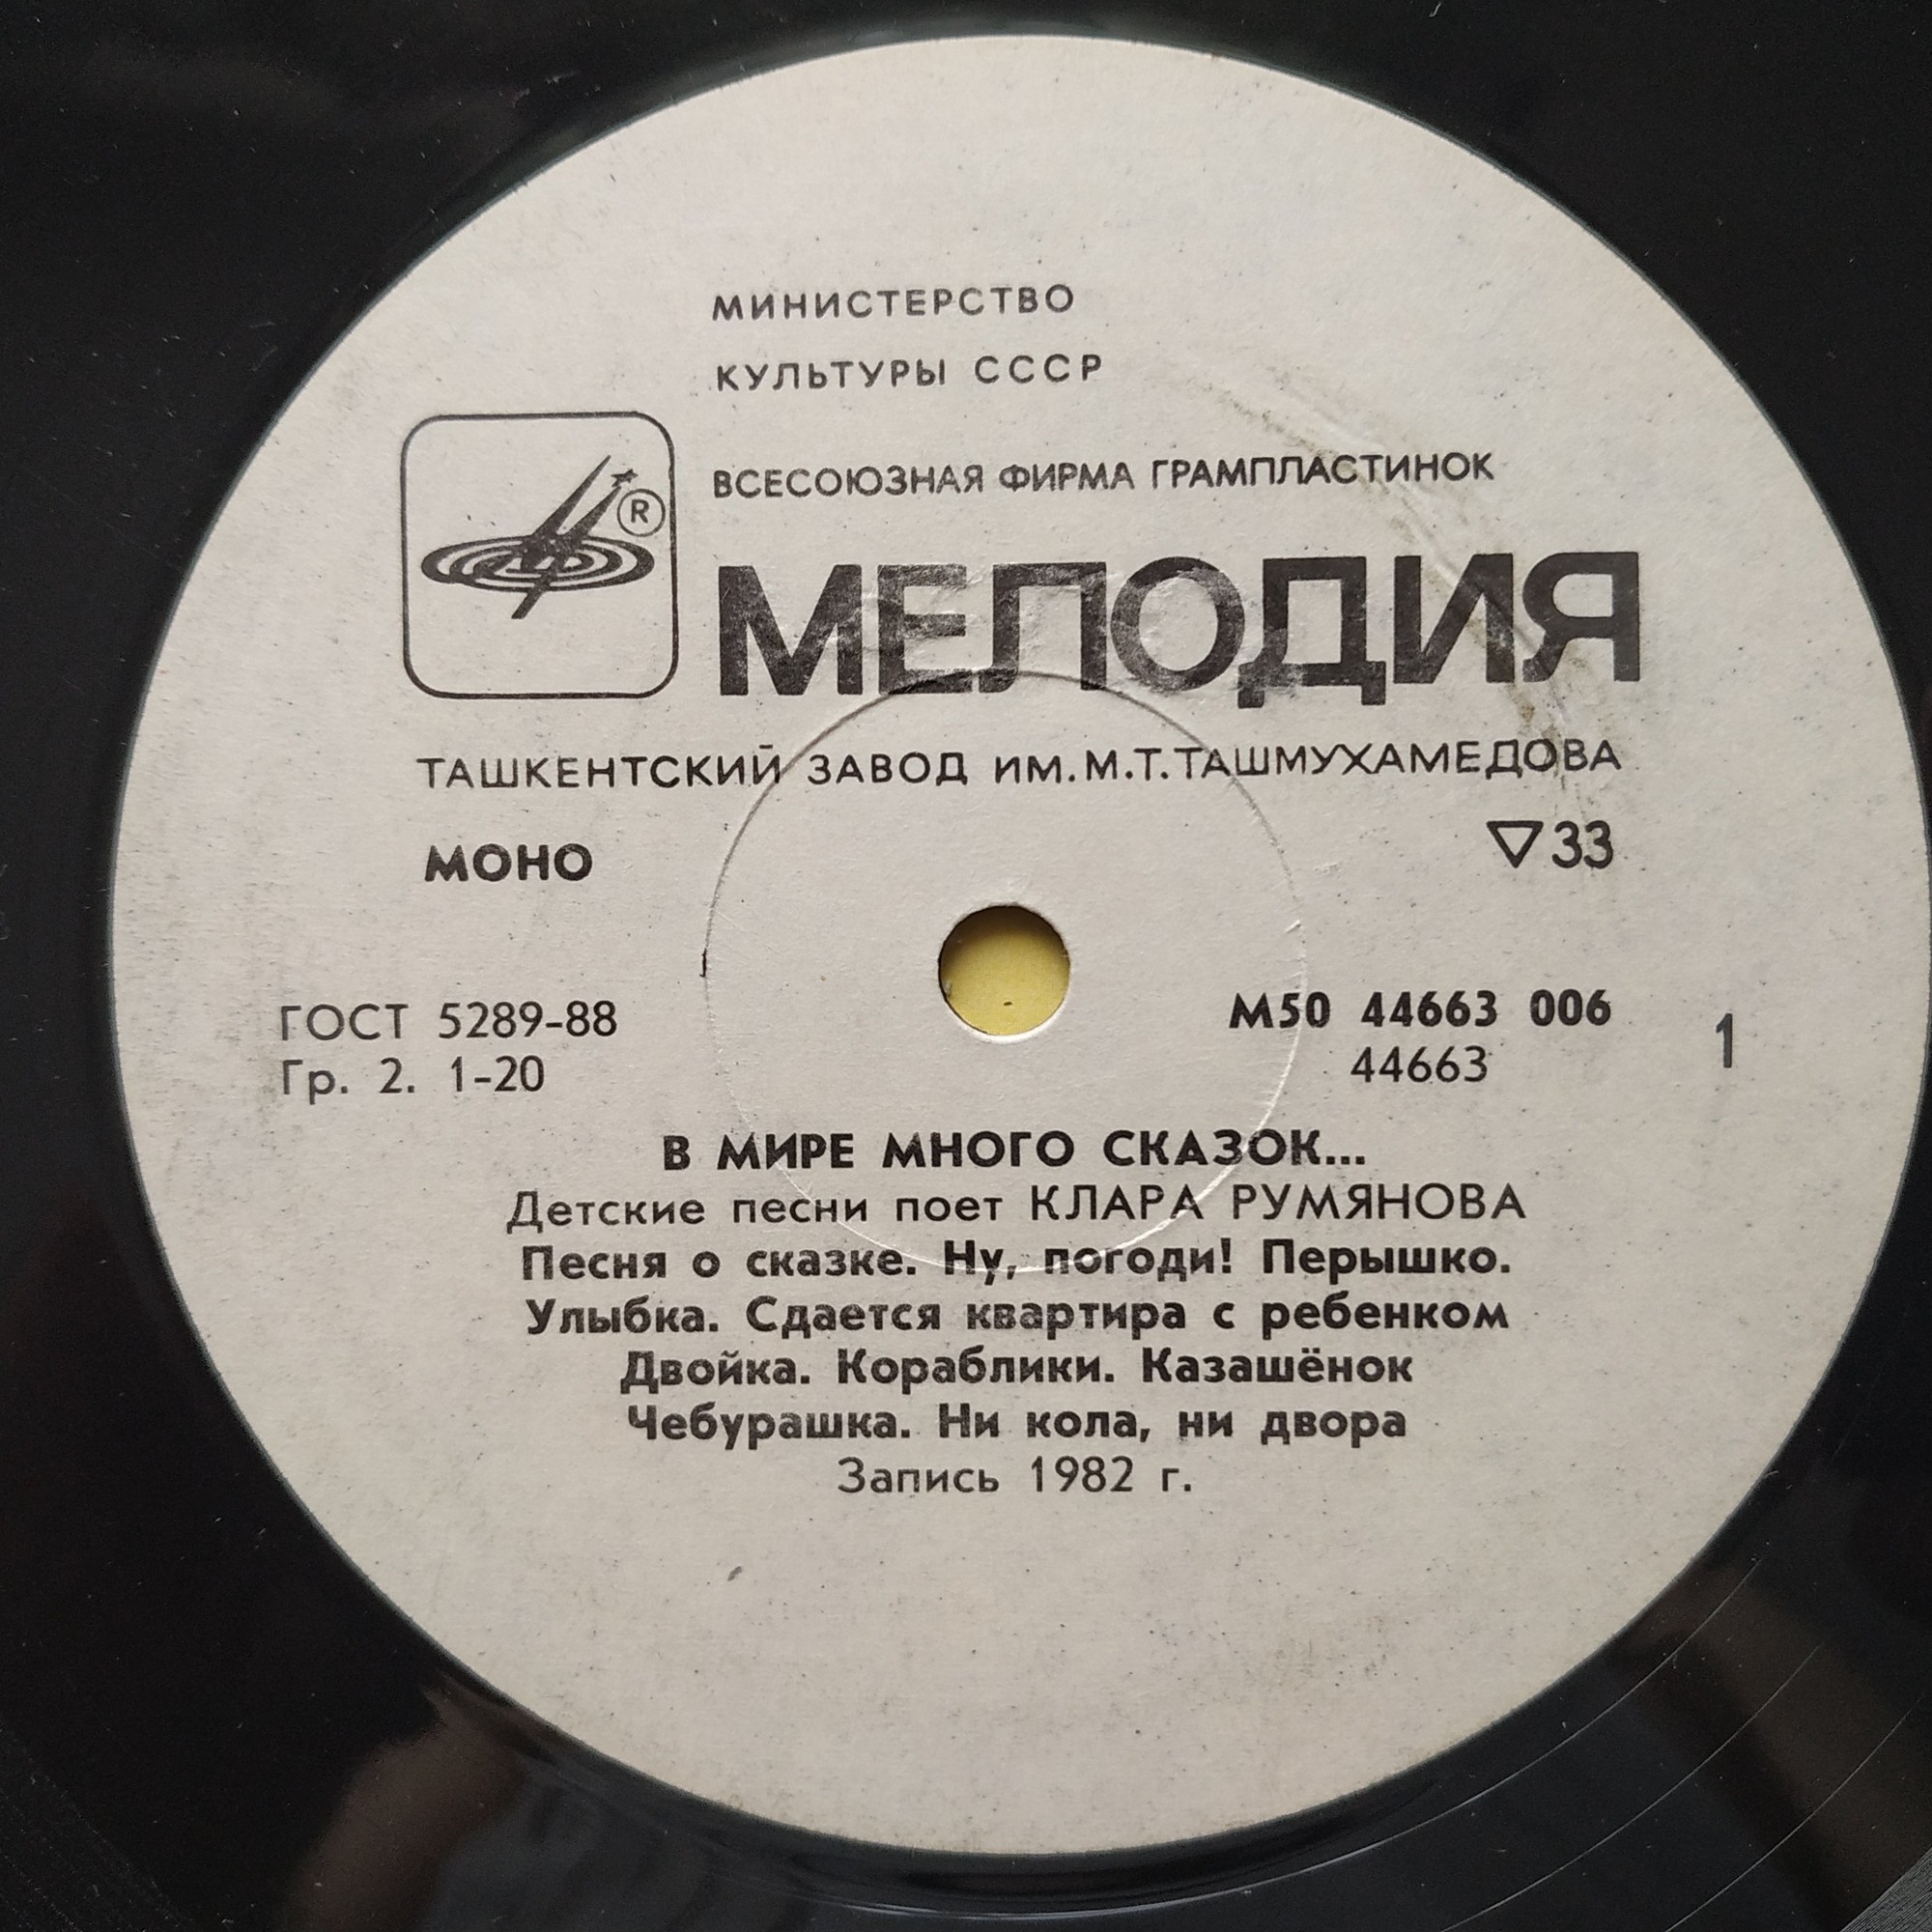 МИНИСТЕРСТВО
КУЛЬТУРЫ СССР
ВСЕСОЮЗНАЯ ФИРМА ГРАМПЛАСТИНОК
®
МЕЛОДИЯ
ТАШКЕНТСКИЙ ЗАВОД ИМ.М.Т.ТАШМУХАМЕДОВА
МОНО ▽33
ГОСТ 5289-88 М50 44663 006
Гр. 2. 1-20 44663 1
В МИРЕ МНОГО СКАЗОК...
Детские песни поет КЛАРА РУМЯНОВА
Песня о сказке. Ну, погоди! Перышко.
Улыбка. Сдается квартира с ребенком
Двойка. Кораблики. Казашёнок
Чебурашка. Ни кола, ни двора
Запись 1982 г.